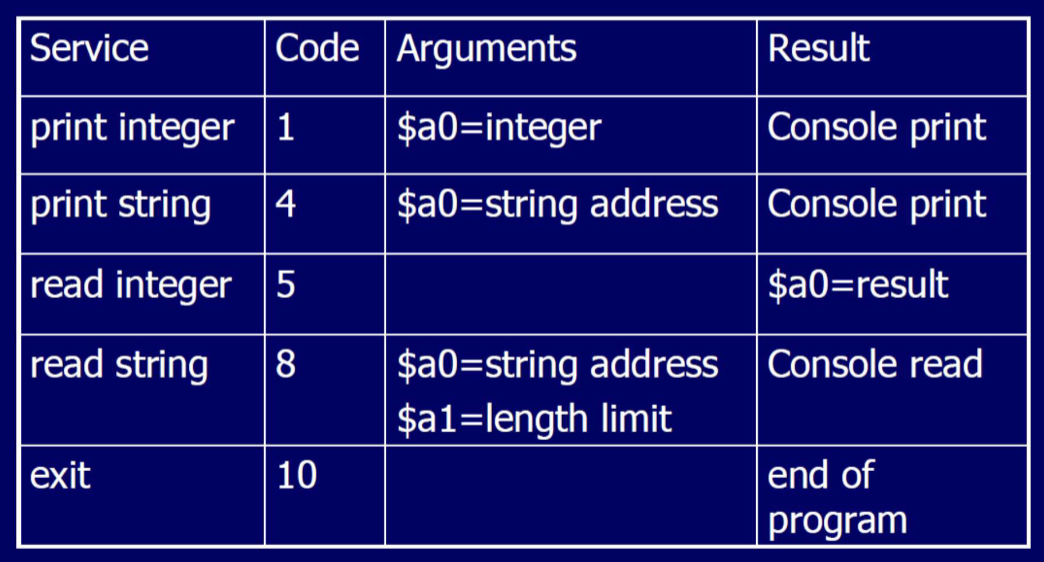 Service Code Arguments Result
print integer 1 $a0=integer Console print
print string 4 $a0=string address Console print
read integer 5 $a0=result
read string 8 $a0=string address Console read
$a1=length limit
exit 10 end of
program